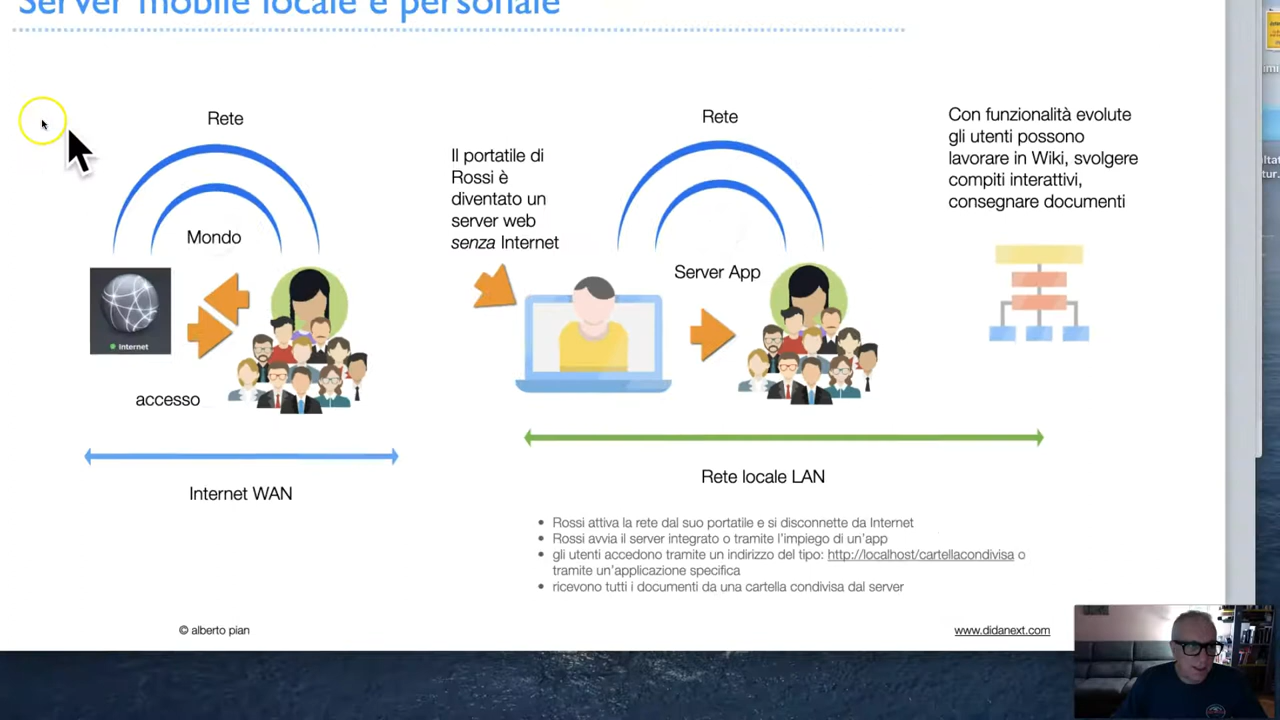 Server mobile locale e personale
Rete
Mondo
Internet
accesso
Internet WAN
Il portatile di
Rossi è
diventato un
server web
senza Internet
Rete
Server App
Con funzionalità evolute
gli utenti possono
lavorare in Wiki, svolgere
compiti interattivi,
consegnare documenti
Rete locale LAN
• Rossi attiva la rete dal suo portatile e si disconnette da Internet
• Rossi avvia il server integrato o tramite l'impiego di un'app
• gli utenti accedono tramite un indirizzo del tipo: http://localhost/cartellacondivisa o
tramite un'applicazione specifica
• ricevono tutti i documenti da una cartella condivisa dal server
© alberto pian
www.didanext.com